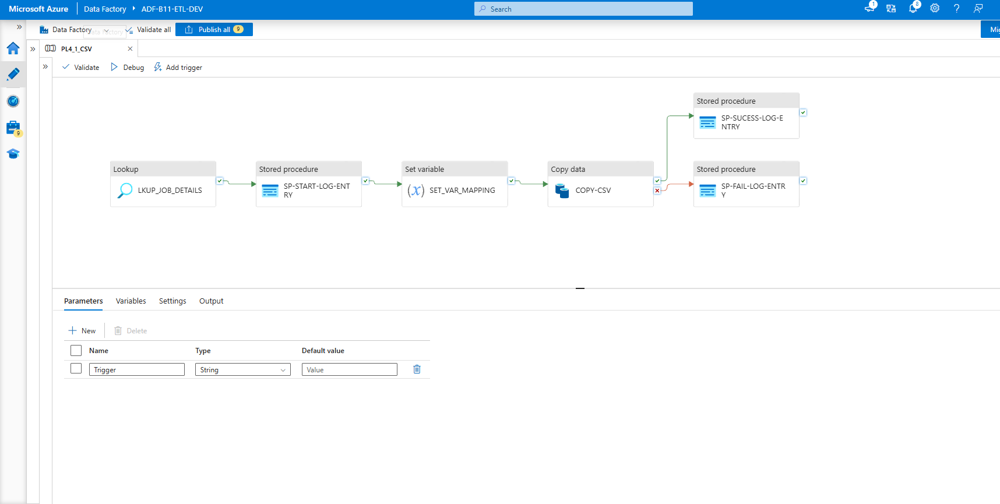 Microsoft Azure
Data Factory
ADF-B11-ETL-DEV
Search
1
8
Data Factory
Data Factory
Validate all
Publish all
9
Mig
PL4_1_CSV
Validate
Debug
Add trigger
9
Stored procedure
SP-SUCESS-LOG-E
NTRY
Lookup
LKUP_JOB_DETAILS
Stored procedure
SP-START-LOG-ENT
RY
Set variable
(x)
SET_VAR_MAPPING
Copy data
COPY-CSV
Stored procedure
SP-FAIL-LOG-ENTR
Y
Parameters
Variables
Settings
Output
New
Delete
Name
Type
Default value
Trigger
String
Value